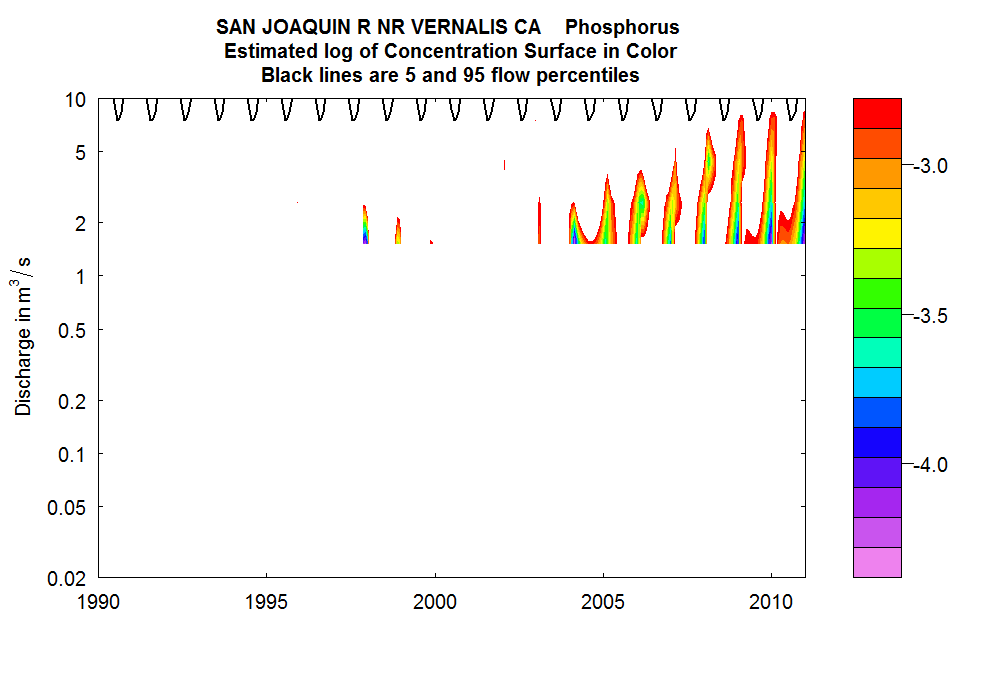 SAN JOAQUIN R NR VERNALIS CA Phosphorus
Estimated log of Concentration Surface in Color
Black lines are 5 and 95 flow percentiles
Discharge in m³/s
10
5
2
1
0.5
0.2
0.1
0.05
0.02
1990 1995 2000 2005 2010
-3.0
-3.5
-4.0